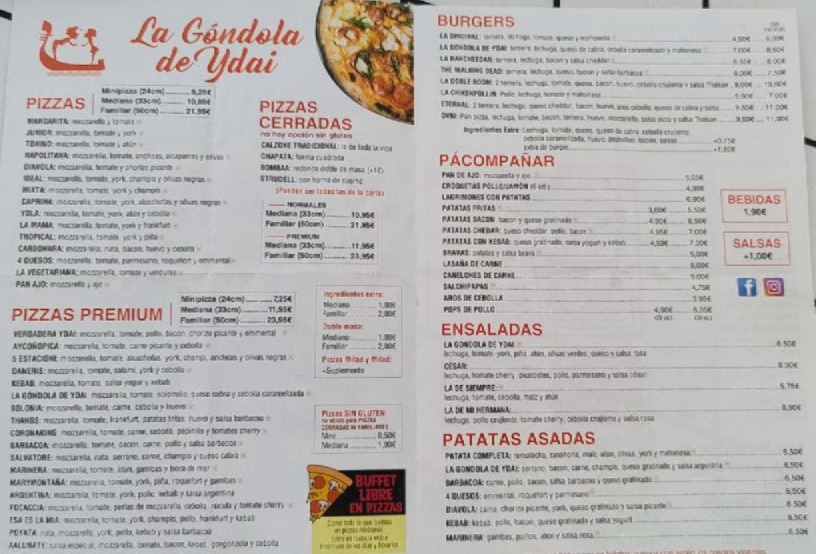 La Góndola
de Ydai
PIZZAS
Minipizza (24cm) ........ 6,25€
Mediana (33cm) ........ 10,95€
Familiar (50cm) ........ 21,95€
MARGARITA: mozzarella y tomate
JUNIOR: mozzarella, tomate y york
TONINO: mozzarella, tomate y atún
NAPOLITANA: mozzarella, tomate, anchoas, alcaparras y olivas
DIAVOLA: mozzarella, tomate y chorizo picante
IDEAL: mozzarella, tomate, york, champis y olivas negras
MIXTA: mozzarella, tomate, york y champis
CAPRINA: mozzarella, tomate, york, alcachofas y olivas negras
YOLA: mozzarella, tomate, york, atún y cebolla
LA MAMA: mozzarella, tomate, york y frankfurt
TROPICAL: mozzarella, tomate, york y piña
CARBONARA: mozzarella, nata, bacon, huevo y cebolla
4 QUESOS: mozzarella, tomate, parmesano, roquefort y emmental
LA VEGETARIANA: mozzarella, tomate y verduras
PAN AJO: mozzarella y ajo
PIZZAS CERRADAS
no hay opción sin gluten
CALZONE TRADICIONAL: la de toda la vida
CHAPATA: forma cuadrada
BOMBAA: redonda doble de masa (+1€)
STRUDELL: con forma de cuerno
(Pueden ser todas las de la carta)
NORMALES
Mediana (33cm) ........ 10,95€
Familiar (50cm) ........ 21,95€
PREMIUM
Mediana (33cm) ........ 11,95€
Familiar (50cm) ........ 23,95€
PIZZAS PREMIUM
Minipizza (24cm) ........ 7,25€
Mediana (33cm) ........ 11,95€
Familiar (50cm) ........ 23,95€
VERDADERA YDAI: mozzarella, tomate, pollo, bacon, chorizo picante y emmental
AYCOÑOPICA: mozzarella, tomate, carne picante y cebolla
5 ESTACIONI: mozzarella, tomate, alcachofas, york, champi, anchoas y olivas negras
DANERIS: mozzarella, tomate, salami, york y cebolla
KEBAB: mozzarella, tomate, salsa yogurt y kebab
LA GÓNDOLA DE YDAI: mozzarella, tomate, solomillo, queso cabra y cebolla caramelizada
BOLONIA: mozzarella, tomate, carne, cebolla y huevo
THANOS: mozzarella, tomate, frankfurt, patatas fritas, huevo y salsa barbacoa
CORONAKING: mozzarella, tomate, carne, cebolla, pepinillo y tomates cherry
BARBACOA: mozzarella, tomate, bacon, carne, pollo y salsa barbacoa
SALVATORE: mozzarella, nata, serrano, carne, champis y queso cabra
MARINERA: mozzarella, tomate, atún, gambas y boca de mar
MARYMOTAÑA: mozzarella, tomate, york, piña, roquefort y gambas
ARGENTINA: mozzarella, tomate, york, pollo, kebab y salsa argentina
FOCACCIA: mozzarella, tomate, perlas de mozzarella, cebolla, rucula y tomate cherry
ESA ES LA MIA: mozzarella, tomate, york, champis, pollo, frankfurt y kebab
POYATA: mozzarella, nata, york, pollo, kebab y salsa barbacoa
AALUNATY: salsa especial, mozzarella, tomate, bacon, kebab, gorgonzola y cebolla
Ingredientes extra:
Mediano ........ 1,00€
Familiar ........ 2,00€
Doble masa:
Mediano ........ 1,00€
Familiar ........ 2,00€
Pizzas Mitad y Mitad:
+Suplemento
Pizzas SIN GLUTEN
Mini ........ 0,50€
Mediana ........ 1,00€
BUFFET
LIBRE
EN PIZZAS
BURGERS
LA ORIGINAL: ternera, lechuga, tomate, queso y mahonesa ........ 4,50€ 6,00€
LA GONDOLA DE YDAI: ternera, lechuga, queso de cabra, cebolla caramelizada y mahonesa ........ 7,00€ 8,50€
LA BANCHEEDAR: 2 ternera, lechuga, bacon y salsa cheddar ........ 6,50€ 8,00€
THE WALKING DEAD: 2 ternera, lechuga, queso, bacon y salsa barbacoa ........ 6,00€ 7,50€
LA DOBLE BOOM: 2 ternera, lechuga, 2 tomate, queso, bacon, huevo, cebolla crujiente y salsa Thaisan ........ 9,00€ 10,50€
LA CHIKENPOLLIN: Pollo, lechuga, tomate y mahonesa ........ 5,50€ 7,00€
ETERNAL: 2 ternera, lechuga, queso cheddar, bacon, huevo, aros cebolla, queso de cabra y salsa ........ 9,50€ 11,00€
OVNI: Pan pizza, lechuga, tomate, bacon, ternera, huevo, mozzarella, salsa pizza y salsa Thaisan ........ 9,50€ 11,00€
Ingredientes Extra: Lechuga, tomate, queso, queso de cabra, cebolla crujiente,
cebolla caramelizada, huevo, pepinillo, bacon, salsas ........ +0,75€
extra de burger ........ +1,50€
PÁCOMPAÑAR
PAN DE AJO: mozzarella y ajo ........ 5,00€
CROQUETAS POLLO/JAMÓN (6 ud.) ........ 4,00€
LAGRIMONES CON PATATAS ........ 6,90€
PATATAS FRITAS ........ 3,00€ 5,50€
PATATAS BACON: bacon y queso gratinado ........ 4,50€ 6,50€
PATATAS CHEDAR: queso cheddar, pollo, bacon ........ 4,95€ 7,00€
PATATAS CON KEBAB: queso gratinado, salsa yogurt y kebab ........ 4,50€ 7,00€
BRAVAS: patatas y salsa brava ........ 5,00€
LASAÑA DE CARNE ........ 5,00€
CANELONES DE CARNE ........ 5,00€
SALCHIPAPAS ........ 4,75€
AROS DE CEBOLLA ........ 3,95€
POPS DE POLLO ........ 4,00€ 6,00€
BEBIDAS
1,90€
SALSAS
+1,00€
ENSALADAS
LA GONDOLA DE YDAI ........ 6,50€
lechuga, tomate, york, piña, atún, olivas verdes, queso y salsa rosa
CÉSAR: ........ 6,50€
lechuga, tomate cherry, picatostes, pollo, parmesano y salsa césar
LA DE SIEMPRE: ........ 5,75€
lechuga, tomate, cebolla, maíz y atún
LA DE MI HERMANA: ........ 6,90€
lechuga, pollo crujiente, tomate cherry, cebolla crujiente y salsa rosa
PATATAS ASADAS
PATATA COMPLETA: remolacha, zanahoria, maíz, atún, olivas, york y mahonesa ........ 6,50€
LA GONDOLA DE YDAI: serrano, bacon, carne, champis, queso gratinado y salsa argentina ........ 6,50€
BARBACOA: carne, pollo, bacon, salsa barbacoa y queso gratinado ........ 6,50€
4 QUESOS: emmental, roquefort y parmesano ........ 6,50€
DIAVOLA: carne, chorizo picante, york, queso gratinado y salsa picante ........ 6,50€
KEBAB: kebab, pollo, bacon, queso gratinado y salsa yogurt ........ 6,50€
MARINERA: gambas, palitos, atún y salsa rosa ........ 6,50€